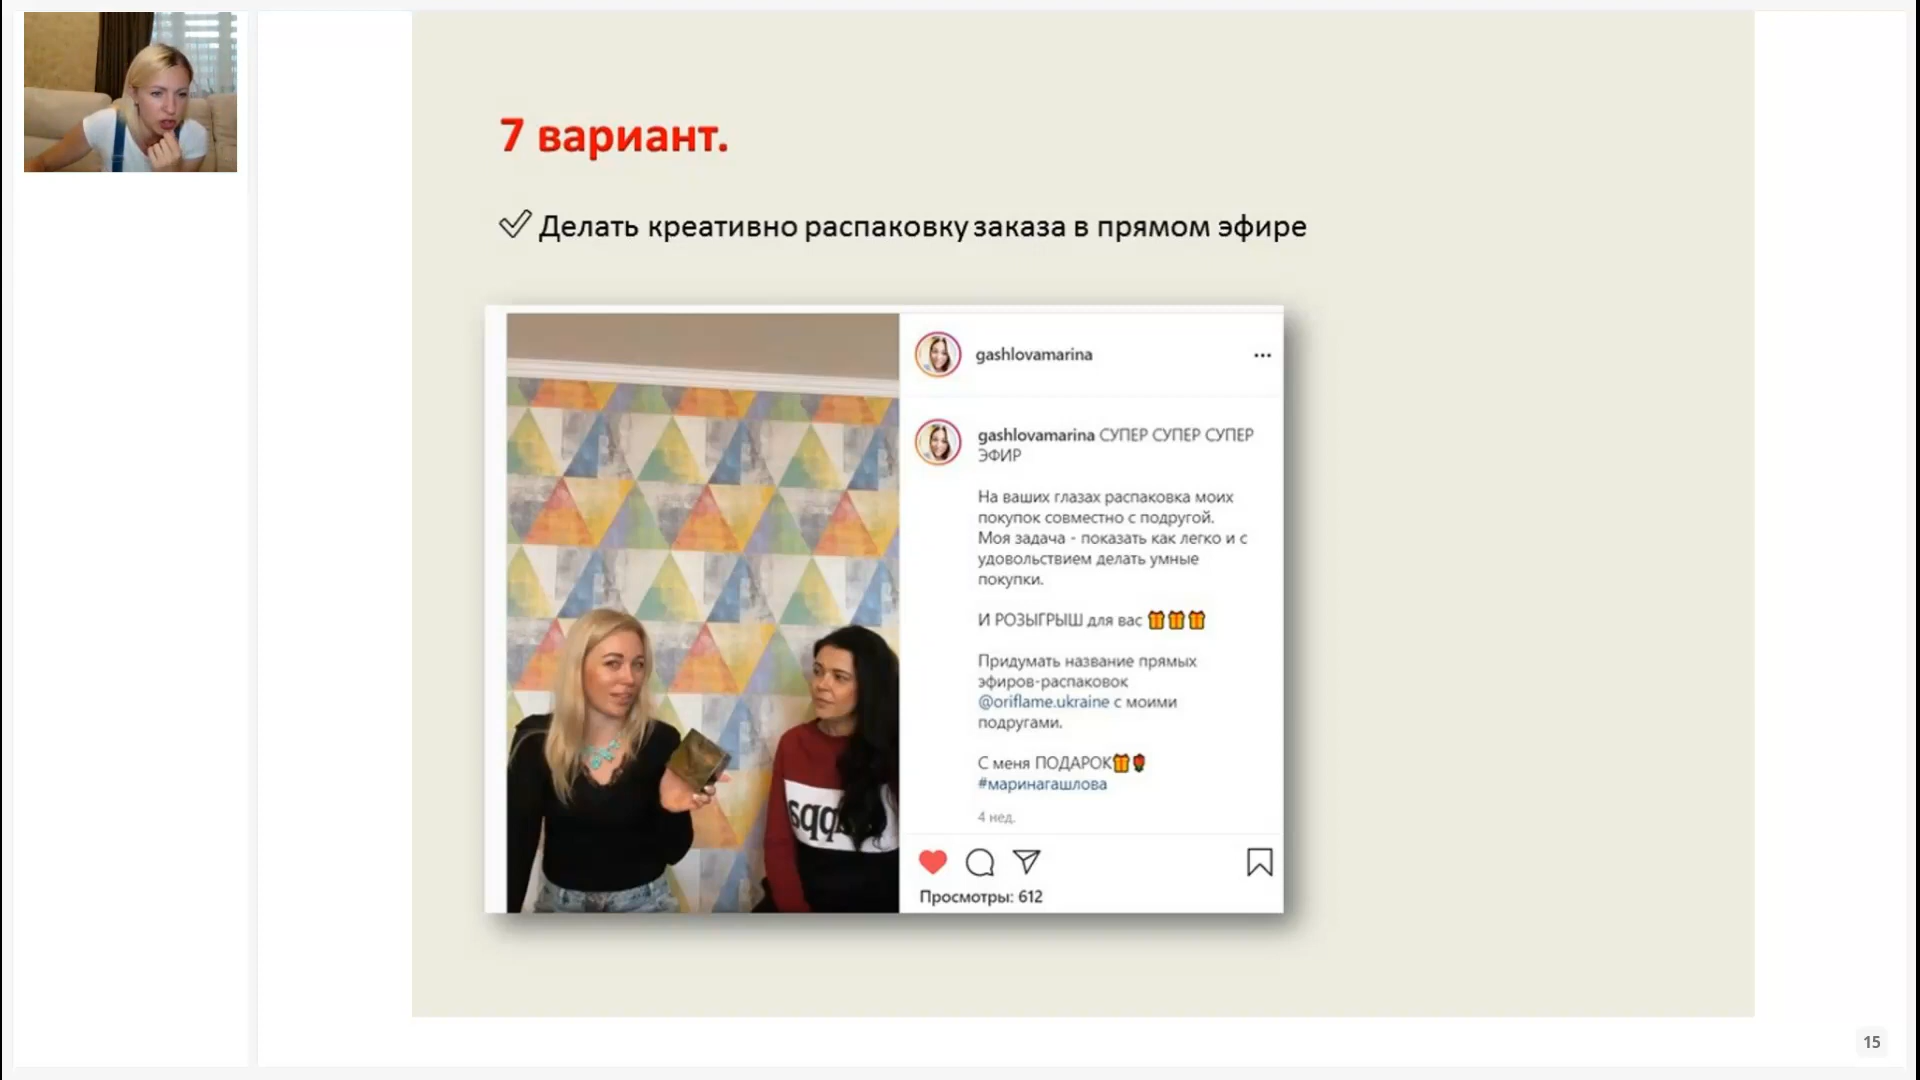 7 вариант.
Делать креативно распаковку заказа в прямом эфире
gashlovamarina
gashlovamarina СУПЕР СУПЕР СУПЕР
ЭФИР
На ваших глазах распаковка моих
покупок совместно с подругой.
Моя задача - показать как легко и с
удовольствием делать умные
покупки.
И РОЗЫГРЫШ для вас 🎁🎁🎁
Придумать название прямых
эфиров-распаковок
@oriflame.ukraine с моими
подругами.
С меня ПОДАРОК🎁🌹
#маринагашлова
4 нед.
Просмотры: 612
15